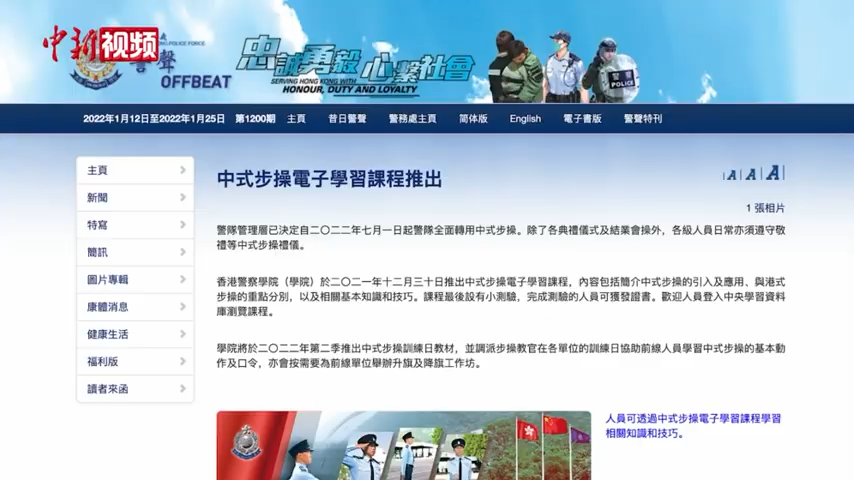 中新视频
警聲
OFFBEAT
忠誠勇毅 心繫社會
SERVING HONG KONG WITH
HONOUR, DUTY AND LOYALTY
2022年1月12日至2022年1月25日 第1200期 主頁 昔日警聲 警務處主頁 简体版 English 電子書版 警聲特刊
主頁
新聞
特寫
簡訊
圖片專輯
康體消息
健康生活
福利版
讀者來函
中式步操電子學習課程推出
A A A
1 張相片
警隊管理層已決定自二〇二二年七月一日起警隊全面轉用中式步操。除了各典禮儀式及結業會操外，各級人員日常亦須遵守敬
禮等中式步操禮儀。
香港警察學院（學院）於二〇二一年十二月三十日推出中式步操電子學習課程，內容包括簡介中式步操的引入及應用、與港式
步操的重點分別，以及相關基本知識和技巧。課程最後設有小測驗，完成測驗的人員可獲發證書。歡迎人員登入中央學習資料
庫瀏覽課程。
學院將於二〇二二年第二季推出中式步操訓練日教材，並調派步操教官在各單位的訓練日協助前線人員學習中式步操的基本動
作及口令，亦會按需要為前線單位舉辦升旗及降旗工作坊。
人員可透過中式步操電子學習課程學習
相關知識和技巧。
警察
POLICE